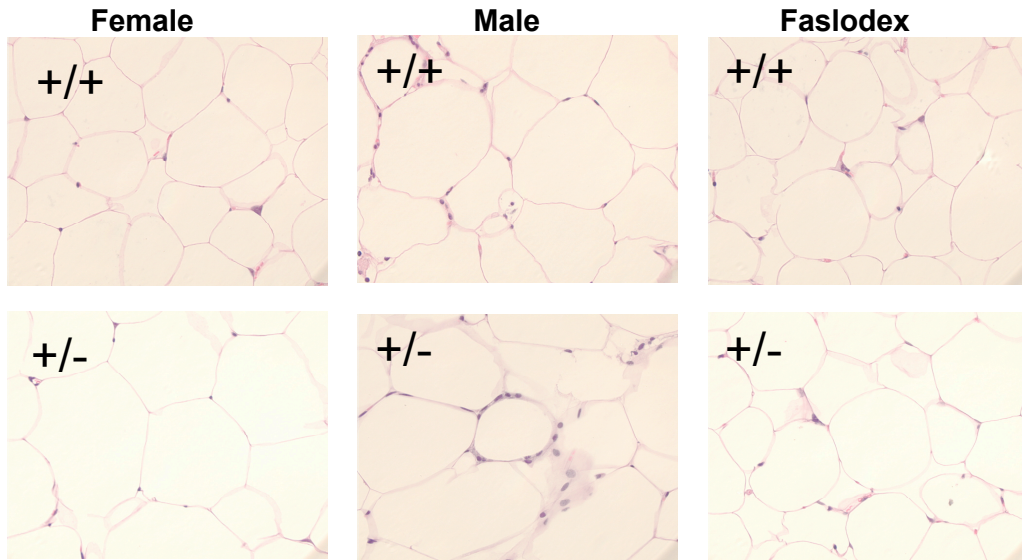 Female Male Faslodex
+/+ +/+ +/+
+/- +/- +/-